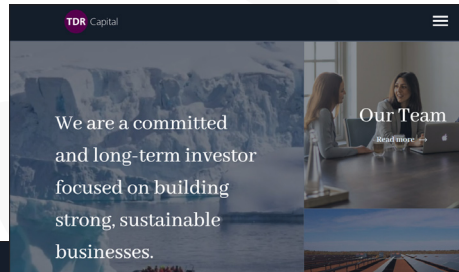 TDR Capital
We are a committed
and long-term investor
focused on building
strong, sustainable
businesses.
Our Team
Read more →